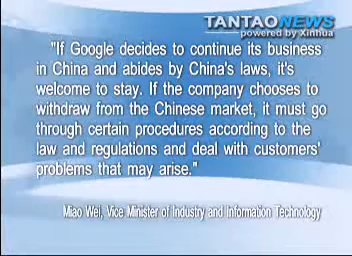 TANTAONEWS
powered by Xinhua
"If Google decides to continue its business
in China and abides by China's laws, it's
welcome to stay. If the company chooses to
withdraw from the Chinese market, it must go
through certain procedures according to the
law and regulations and deal with customers'
problems that may arise."
Miao Wei, Vice Minister of Industry and Information Technology